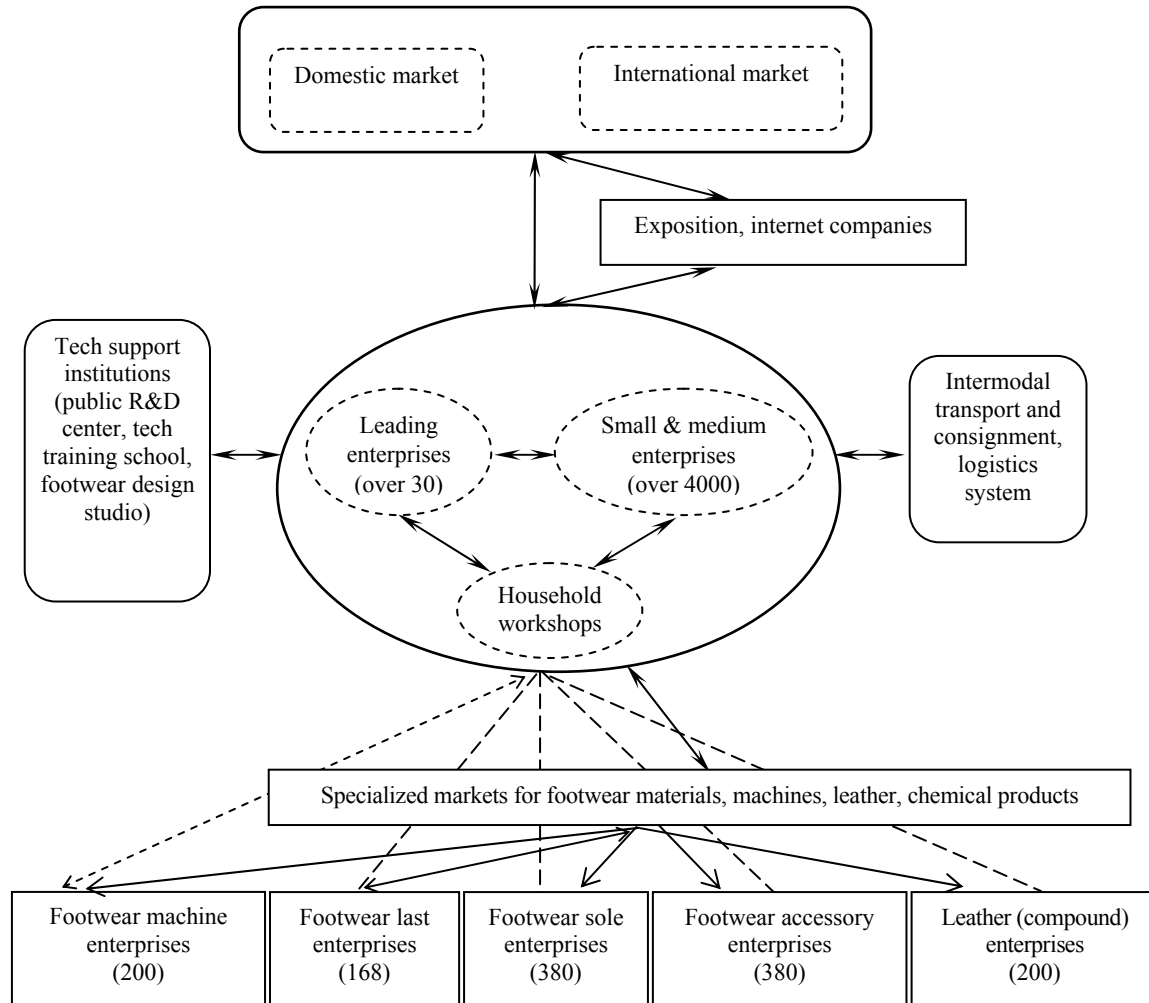 Domestic market
International market
Exposition, internet companies
Tech support
institutions
(public R&D
center, tech
training school,
footwear design
studio)
Leading
enterprises
(over 30)
Small & medium
enterprises
(over 4000)
Household
workshops
Intermodal
transport and
consignment,
logistics
system
Specialized markets for footwear materials, machines, leather, chemical products
Footwear machine
enterprises
(200)
Footwear last
enterprises
(168)
Footwear sole
enterprises
(380)
Footwear accessory
enterprises
(380)
Leather (compound)
enterprises
(200)